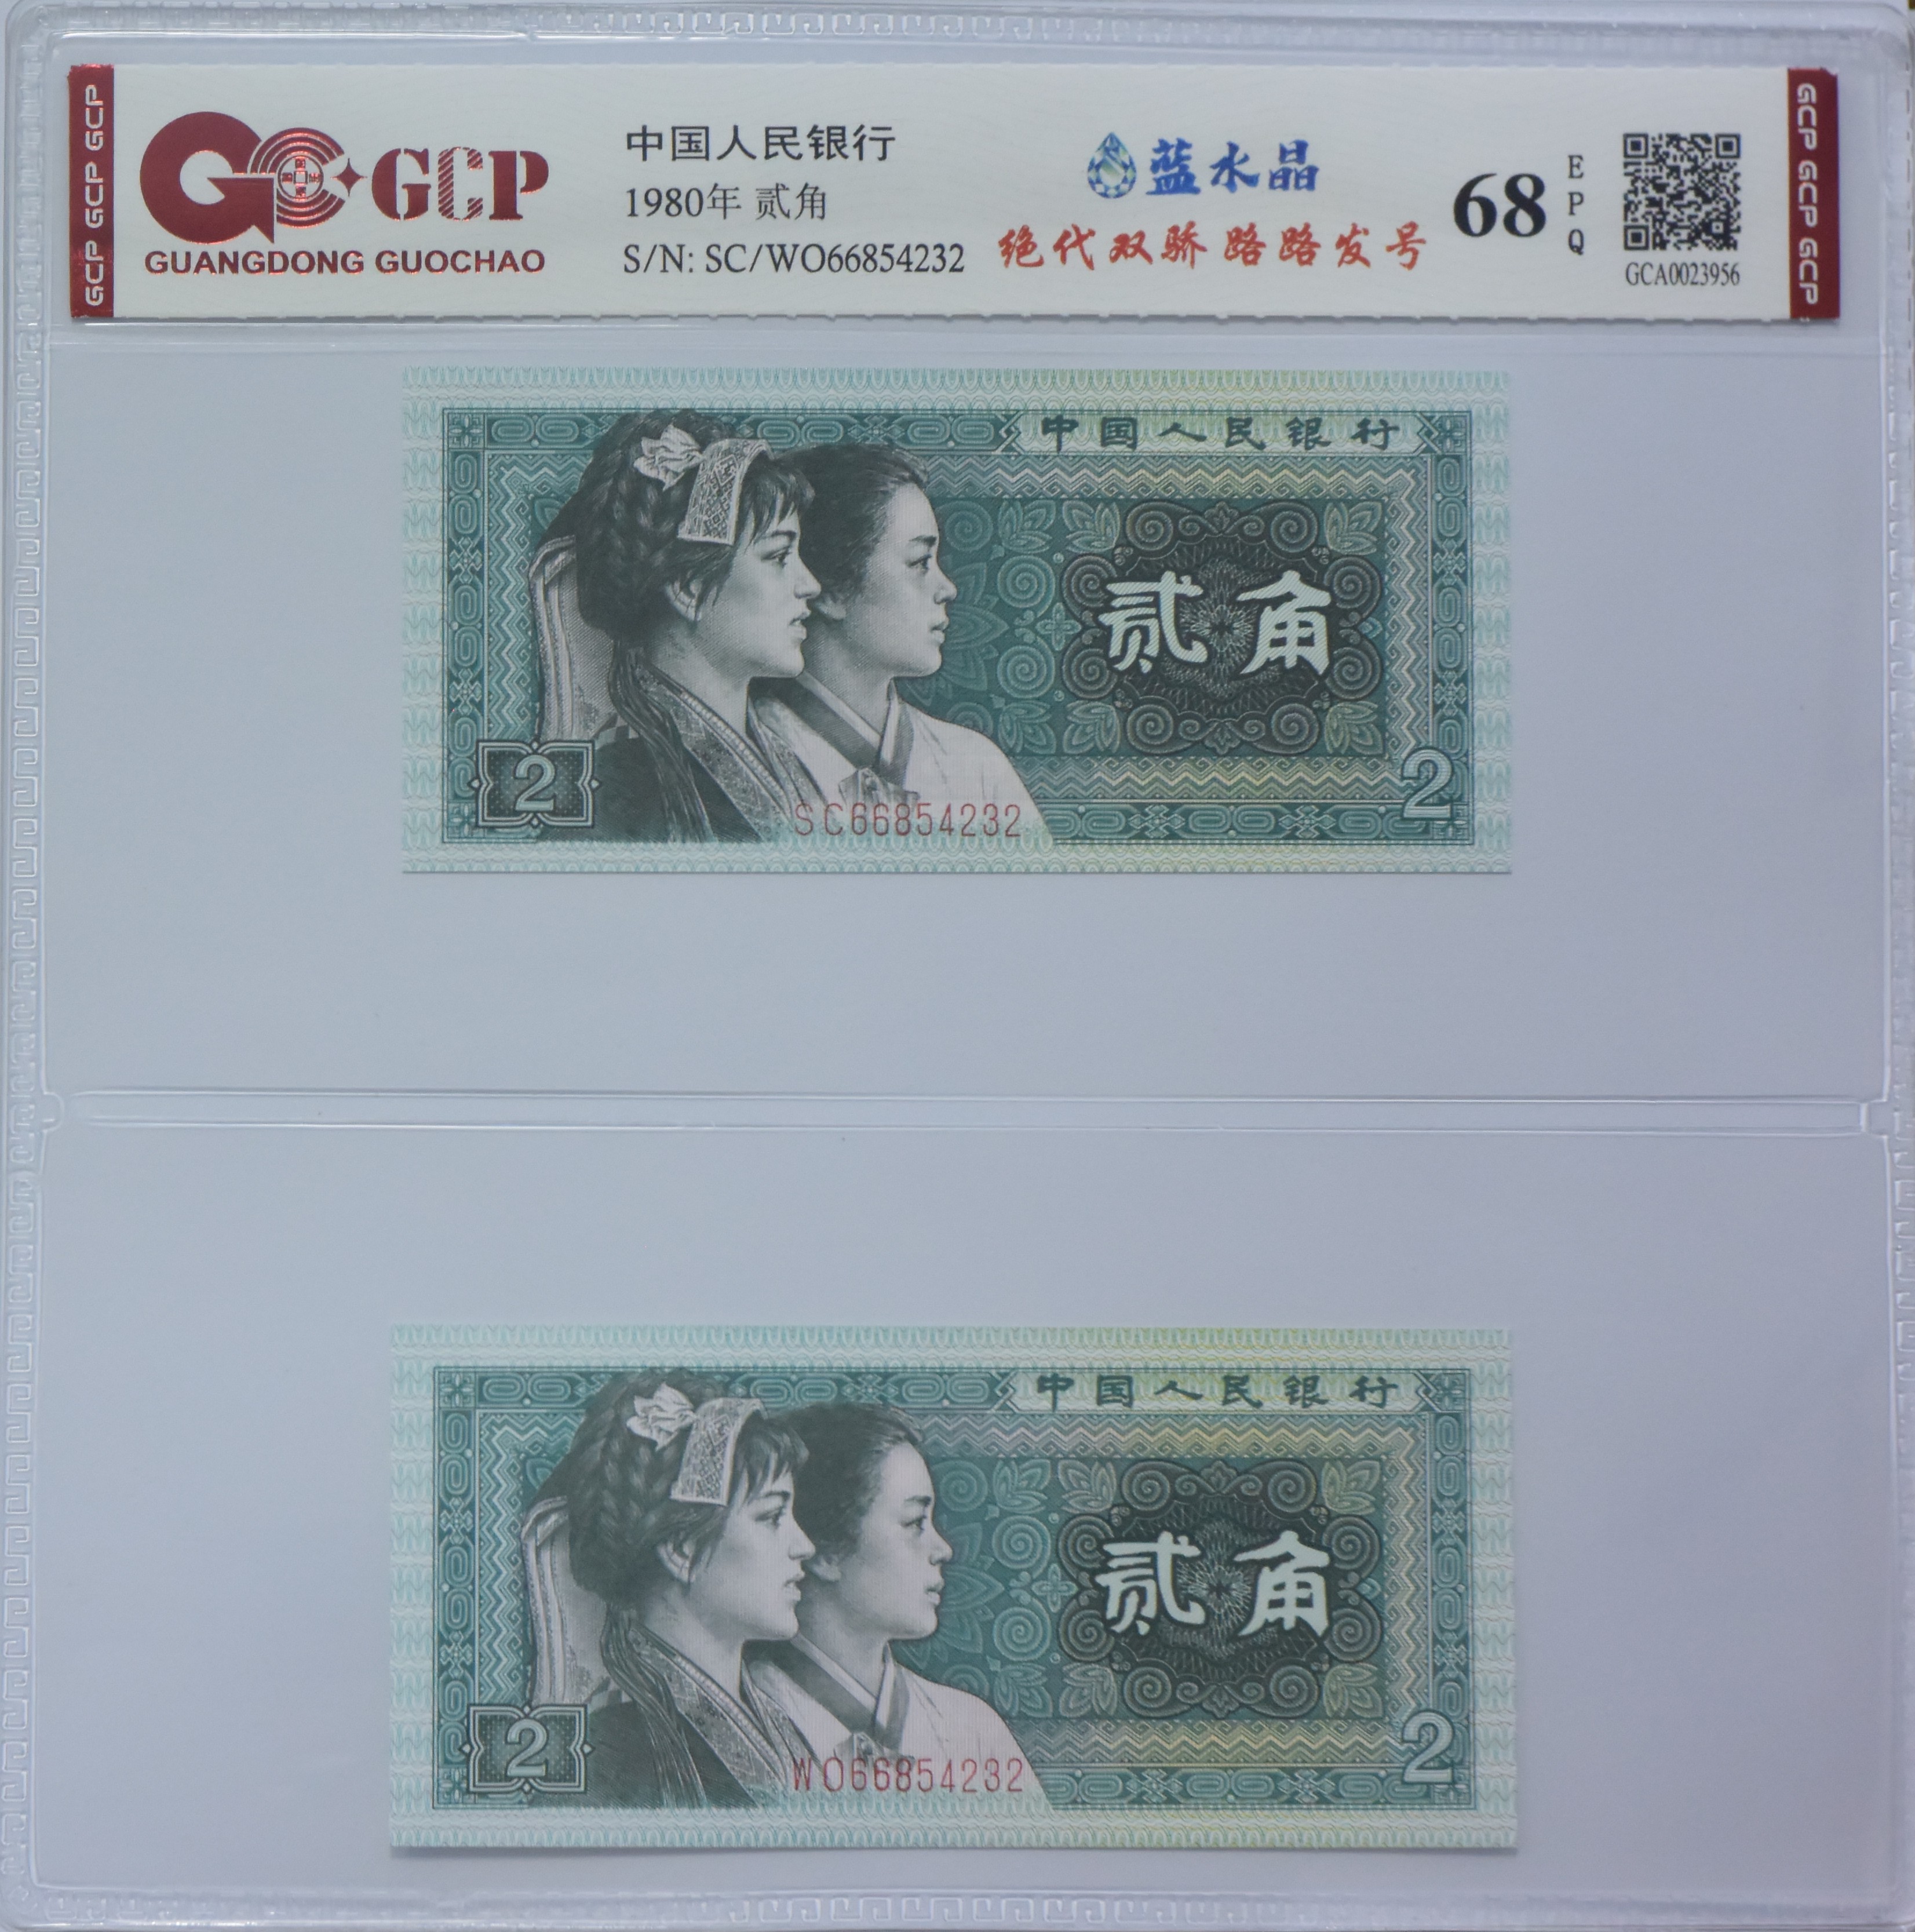 GCP GCP GCP
GCP
GUANGDONG GUOCHAO
中国人民银行
1980年 贰角
S/N: SC/WO66854232
蓝水晶
绝代双骄 路路发号
68
EPQ
GCA0023956
GCP GCP GCP
中国人民银行
贰角
2
2
SC66854232
中国人民银行
贰角
2
2
WO66854232